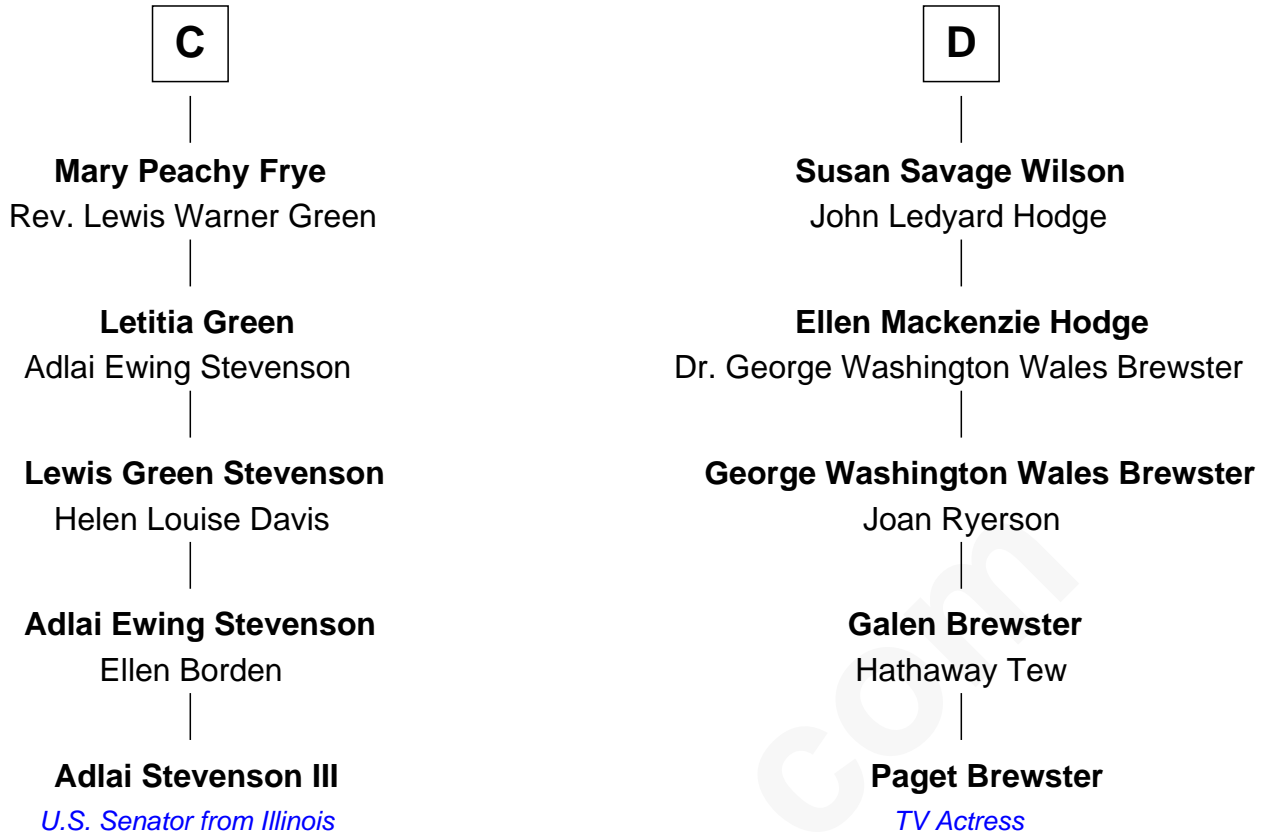 C
Mary Peachy Frye
Rev. Lewis Warner Green
Letitia Green
Adlai Ewing Stevenson
Lewis Green Stevenson
Helen Louise Davis
Adlai Ewing Stevenson
Ellen Borden
Adlai Stevenson III
U.S. Senator from Illinois
D
Susan Savage Wilson
John Ledyard Hodge
Ellen Mackenzie Hodge
Dr. George Washington Wales Brewster
George Washington Wales Brewster
Joan Ryerson
Galen Brewster
Hathaway Tew
Paget Brewster
TV Actress
com